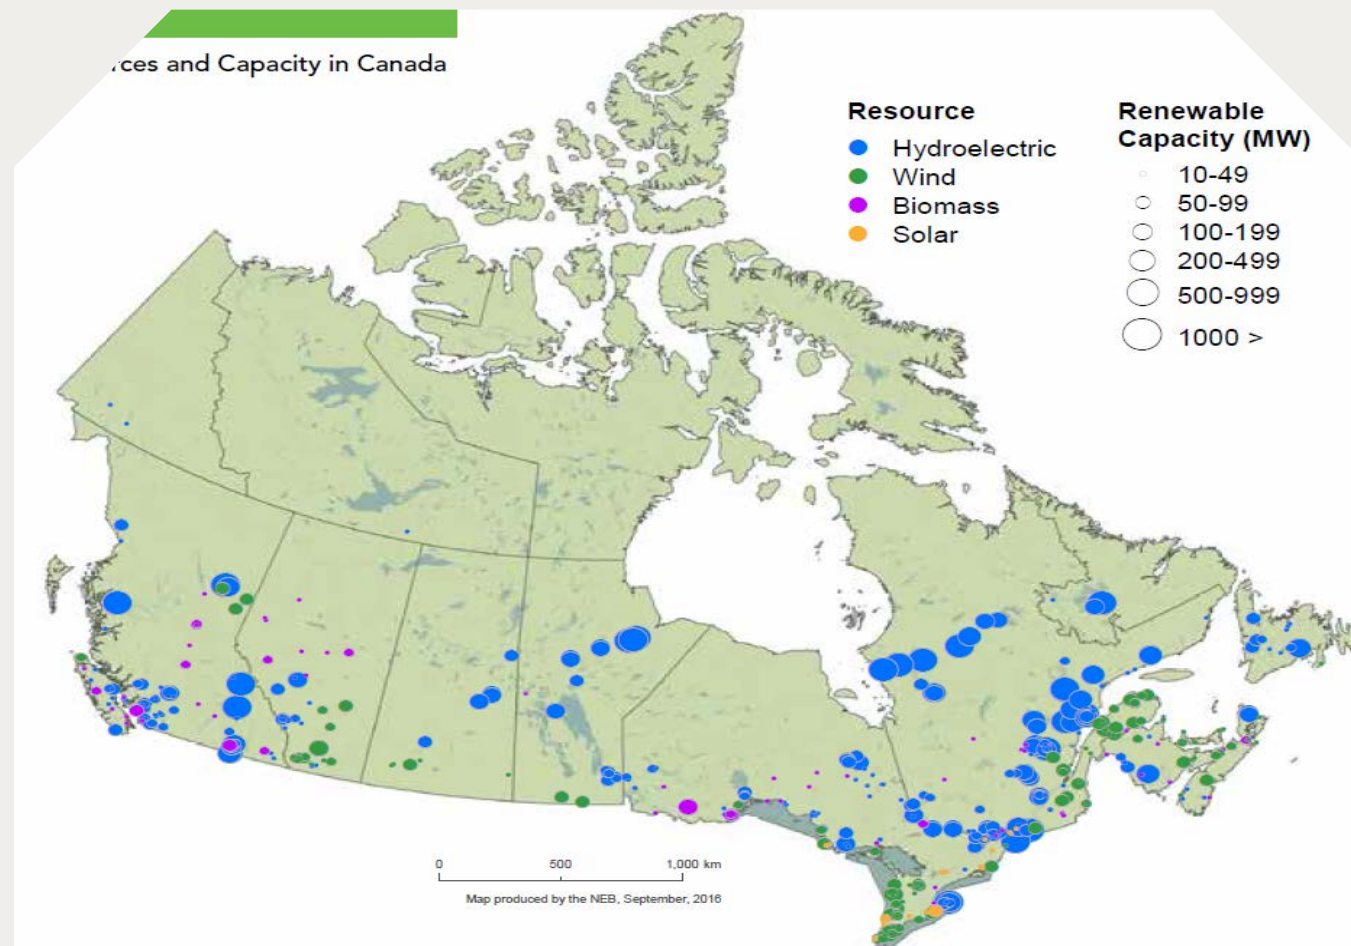 and Capacity in Canada
Resource
Hydroelectric
Wind
Biomass
Solar
Renewable
Capacity (MW)
10-49
50-99
100-199
200-499
500-999
1000 >
0 500 1,000 km
Map produced by the NEB, September, 2016